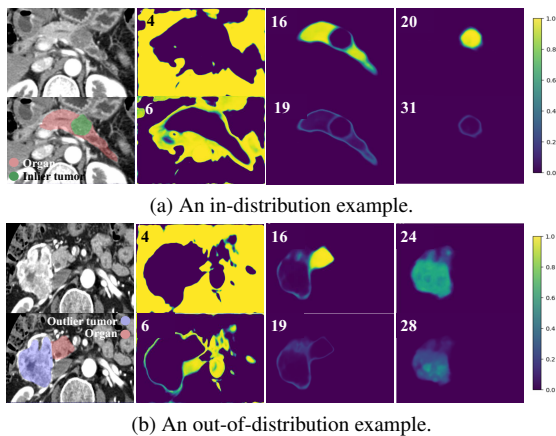 4 16 20 1.0
0.8
0.6
6 19 31 0.4
Organ 0.2
Inlier tumor 0.0
(a) An in-distribution example.
4 16 24 1.0
0.8
0.6
Outlier tumor 6 19 28 0.4
Organ 0.2
0.0
(b) An out-of-distribution example.